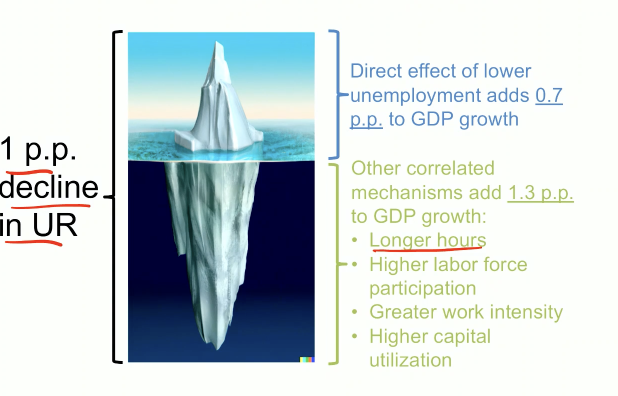 1 p.p.
decline
in UR
Direct effect of lower
unemployment adds 0.7
p.p. to GDP growth
Other correlated
mechanisms add 1.3 p.p.
to GDP growth:
• Longer hours
• Higher labor force
participation
• Greater work intensity
• Higher capital
utilization